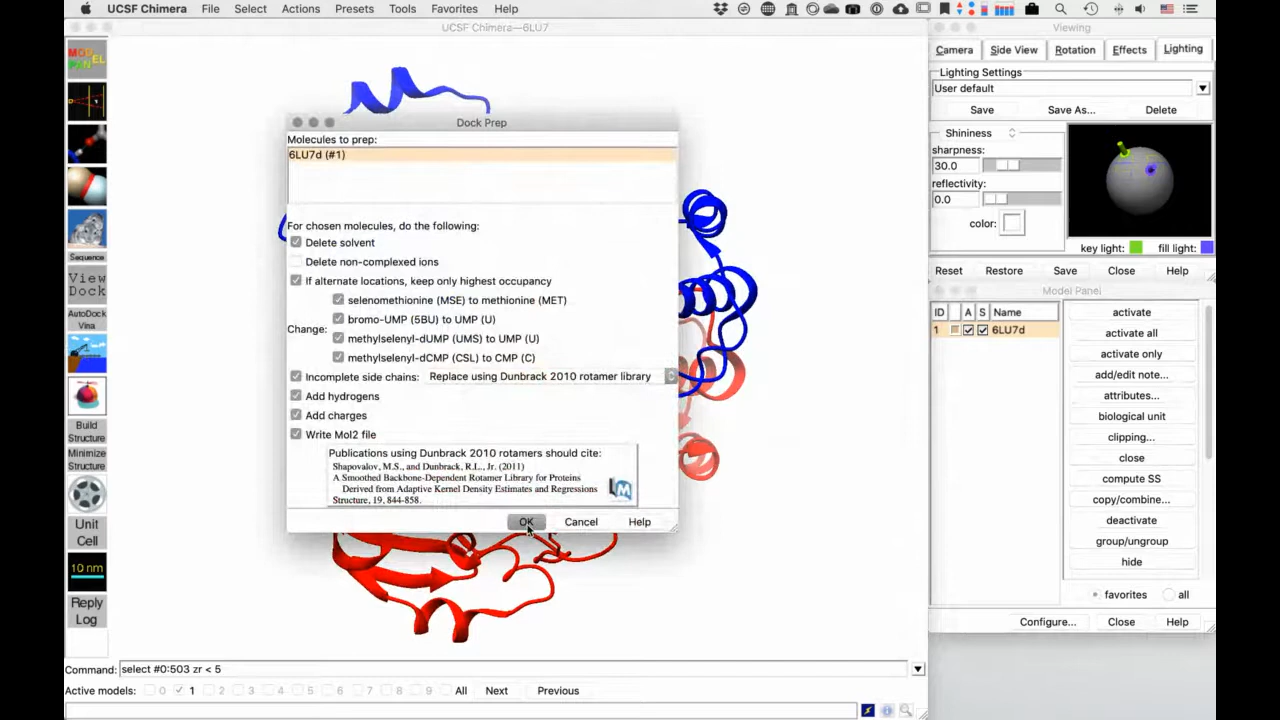 UCSF Chimera File Select Actions Presets Tools Favorites Help
UCSF Chimera—6LU7
Sequence
View
Dock
AutoDock
Vina
Build
Structure
Minimize
Structure
Unit
Cell
10 nm
Reply
Log
Dock Prep
Molecules to prep:
6LU7d (#1)
For chosen molecules, do the following:
Delete solvent
Delete non-complexed ions
If alternate locations, keep only highest occupancy
selenomethionine (MSE) to methionine (MET)
bromo-UMP (5BU) to UMP (U)
Change:
methylselenyl-dUMP (UMS) to UMP (U)
methylselenyl-dCMP (CSL) to CMP (C)
Incomplete side chains: Replace using Dunbrack 2010 rotamer library
Add hydrogens
Add charges
Write Mol2 file
Publications using Dunbrack 2010 rotamers should cite:
Shapovalov, M.S., and Dunbrack, R.L., Jr. (2011)
A Smoothed Backbone-Dependent Rotamer Library for Proteins
Derived from Adaptive Kernel Density Estimates and Regressions
Structure, 19, 844-858.
OK Cancel Help
Command: select #0:503 zr < 5
Active models: 0 1 2 3 4 5 6 7 8 9 All Next Previous
Viewing
Camera Side View Rotation Effects Lighting
Lighting Settings
User default
Save Save As... Delete
Shininess
sharpness:
30.0
reflectivity:
0.0
color:
key light: fill light:
Reset Restore Save Close Help
Model Panel
ID A S Name
1 6LU7d
activate
activate all
activate only
add/edit note...
attributes...
biological unit
clipping...
close
compute SS
copy/combine...
deactivate
group/ungroup
hide
favorites all
Configure... Close Help